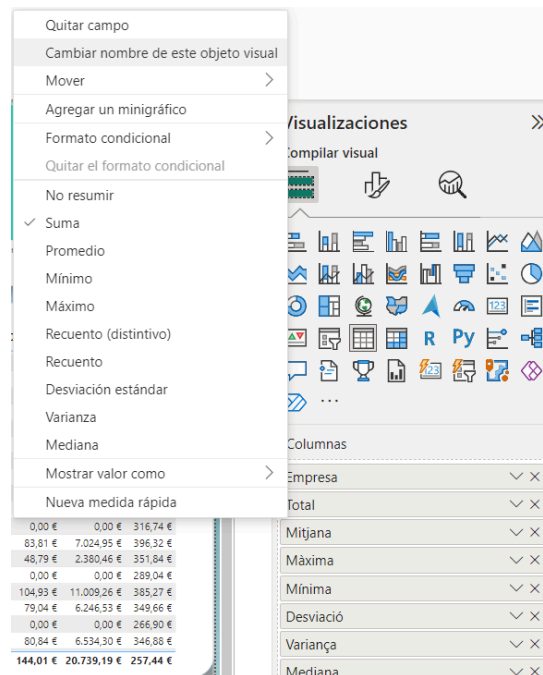 Quitar campo
Cambiar nombre de este objeto visual
Mover
Agregar un minigráfico
Formato condicional
Quitar el formato condicional
No resumir
Suma
Promedio
Mínimo
Máximo
Recuento (distintivo)
Recuento
Desviación estándar
Varianza
Mediana
Mostrar valor como
Nueva medida rápida
0,00 € 0,00 € 316,74 €
83,81 € 7.024,95 € 396,32 €
48,79 € 2.380,46 € 351,84 €
0,00 € 0,00 € 289,04 €
104,93 € 11.009,26 € 385,27 €
79,04 € 6.246,53 € 349,66 €
0,00 € 0,00 € 266,90 €
80,84 € 6.534,30 € 346,88 €
144,01 € 20.739,19 € 257,44 €
Visualizaciones
Compilar visual
123
R Py
123
Columnas
Empresa
Total
Mitjana
Màxima
Mínima
Desviació
Variança
Mediana